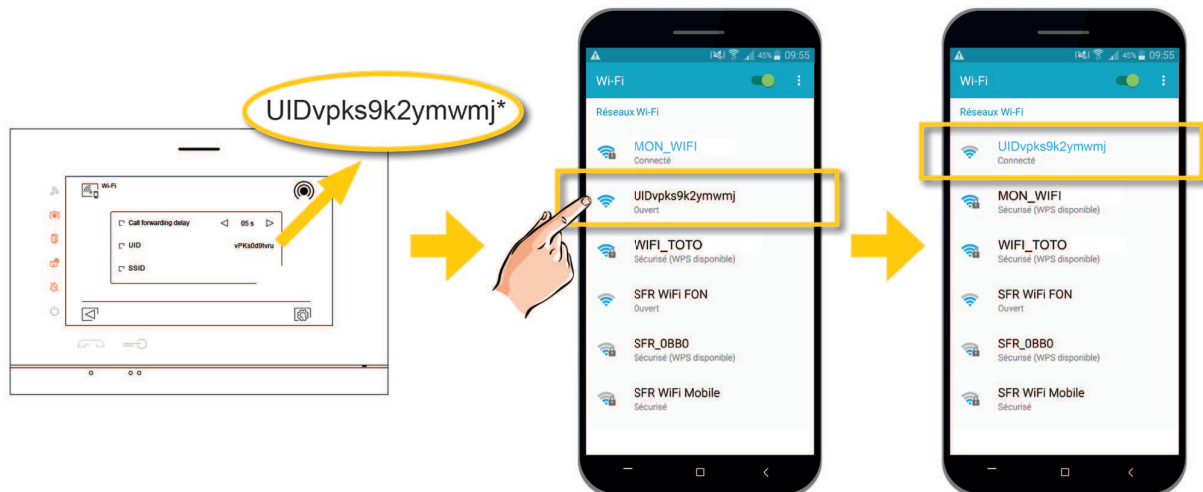 UIDvpks9k2ymwmj*
Wi-Fi
Call forwarding delay 05 s
UID vPKs0d9hvru
SSID
45% 09:55
Wi-Fi
Réseaux Wi-Fi
MON_WIFI
Connecté
UIDvpks9k2ymwmj
Ouvert
WIFI_TOTO
Sécurisé (WPS disponible)
SFR WiFi FON
Ouvert
SFR_0BB0
Sécurisé (WPS disponible)
SFR WiFi Mobile
Sécurisé
45% 09:55
Wi-Fi
Réseaux Wi-Fi
UIDvpks9k2ymwmj
Connecté
MON_WIFI
Sécurisé (WPS disponible)
WIFI_TOTO
Sécurisé (WPS disponible)
SFR WiFi FON
Ouvert
SFR_0BB0
Sécurisé (WPS disponible)
SFR WiFi Mobile
Sécurisé